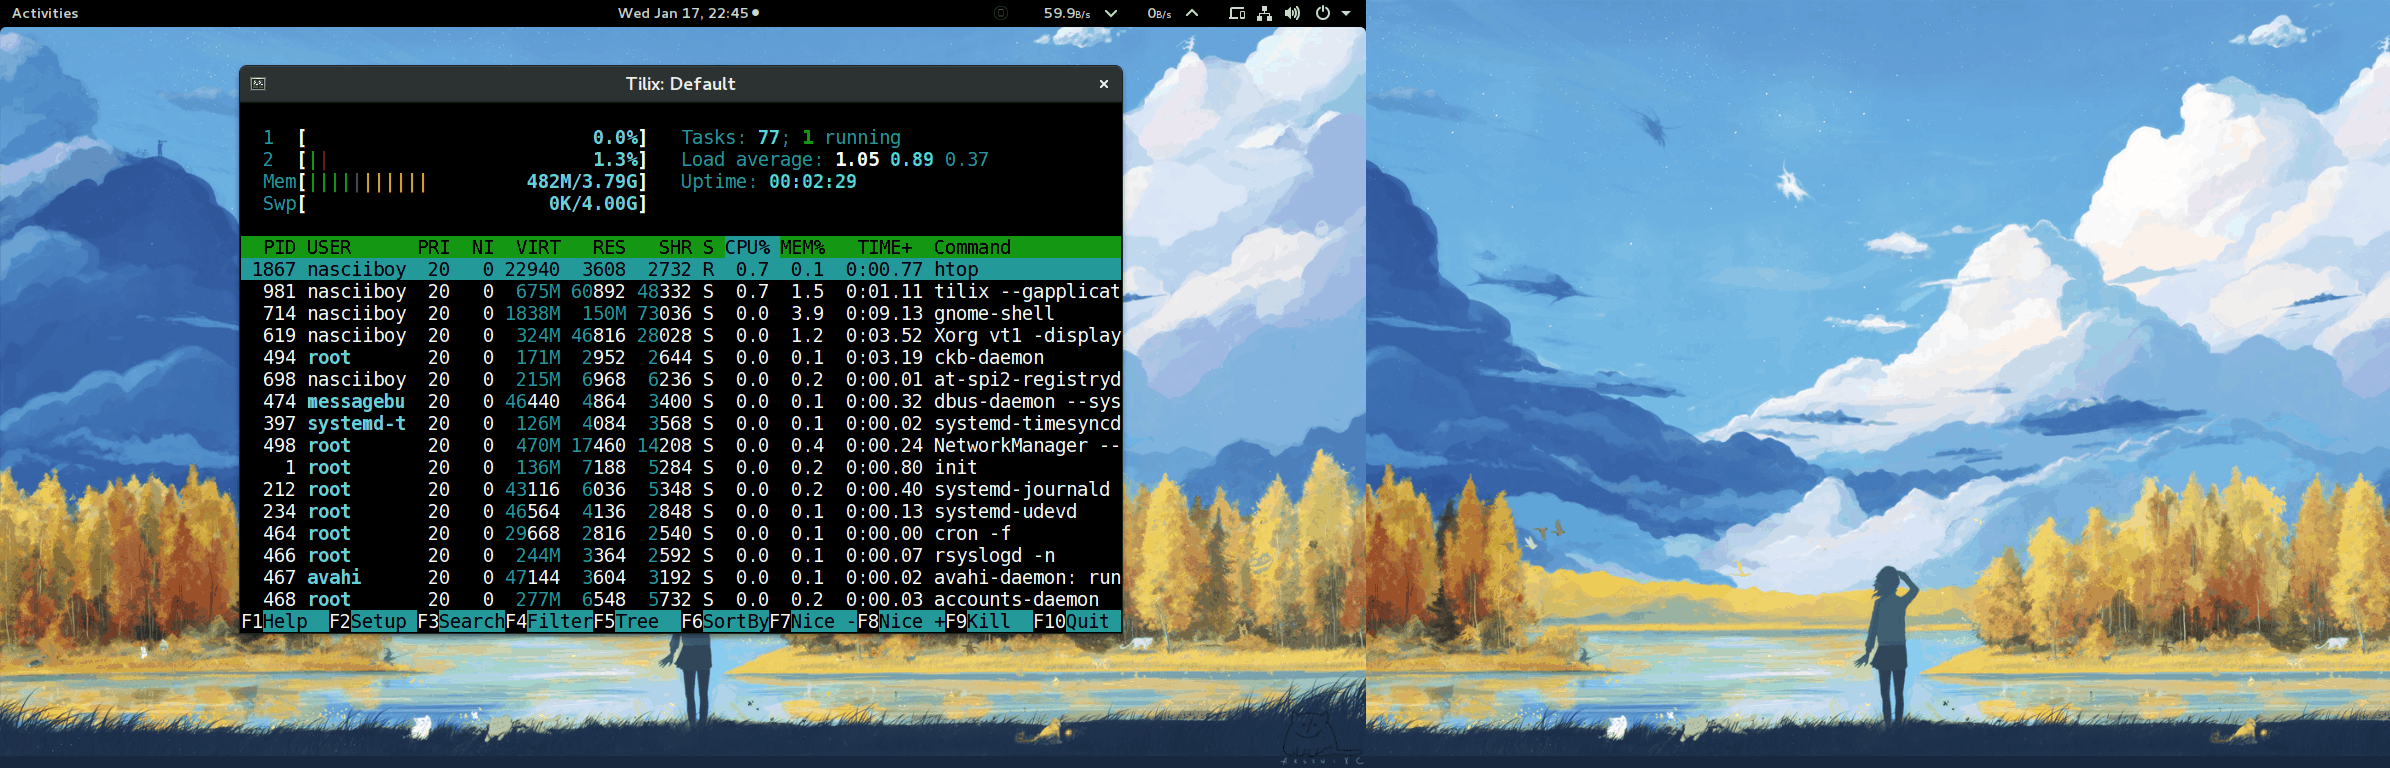 Activities
Wed Jan 17, 22:45
59.9B/s
0B/s
Tilix: Default
1 [ 0.0%] Tasks: 77; 1 running
2 [|| 1.3%] Load average: 1.05 0.89 0.37
Mem[||||||||||| 482M/3.79G] Uptime: 00:02:29
Swp[ 0K/4.00G]
PID USER PRI NI VIRT RES SHR S CPU% MEM% TIME+ Command
1867 nasciiboy 20 0 22940 3608 2732 R 0.7 0.1 0:00.77 htop
981 nasciiboy 20 0 675M 60892 48332 S 0.7 1.5 0:01.11 tilix --gapplicat
714 nasciiboy 20 0 1838M 150M 73036 S 0.0 3.9 0:09.13 gnome-shell
619 nasciiboy 20 0 324M 46816 28028 S 0.0 1.2 0:03.52 Xorg vt1 -display
494 root 20 0 171M 2952 2644 S 0.0 0.1 0:03.19 ckb-daemon
698 nasciiboy 20 0 215M 6968 6236 S 0.0 0.2 0:00.01 at-spi2-registryd
474 messagebu 20 0 46440 4864 3400 S 0.0 0.1 0:00.32 dbus-daemon --sys
397 systemd-t 20 0 126M 4084 3568 S 0.0 0.1 0:00.02 systemd-timesyncd
498 root 20 0 470M 17460 14208 S 0.0 0.4 0:00.24 NetworkManager --
1 root 20 0 136M 7188 5284 S 0.0 0.2 0:00.80 init
212 root 20 0 43116 6036 5348 S 0.0 0.2 0:00.40 systemd-journald
234 root 20 0 46564 4136 2848 S 0.0 0.1 0:00.13 systemd-udevd
464 root 20 0 29668 2816 2540 S 0.0 0.1 0:00.00 cron -f
466 root 20 0 244M 3364 2592 S 0.0 0.1 0:00.07 rsyslogd -n
467 avahi 20 0 47144 3604 3192 S 0.0 0.1 0:00.02 avahi-daemon: run
468 root 20 0 277M 6548 5732 S 0.0 0.2 0:00.03 accounts-daemon
F1Help F2Setup F3SearchF4FilterF5Tree F6SortByF7Nice -F8Nice +F9Kill F10Quit